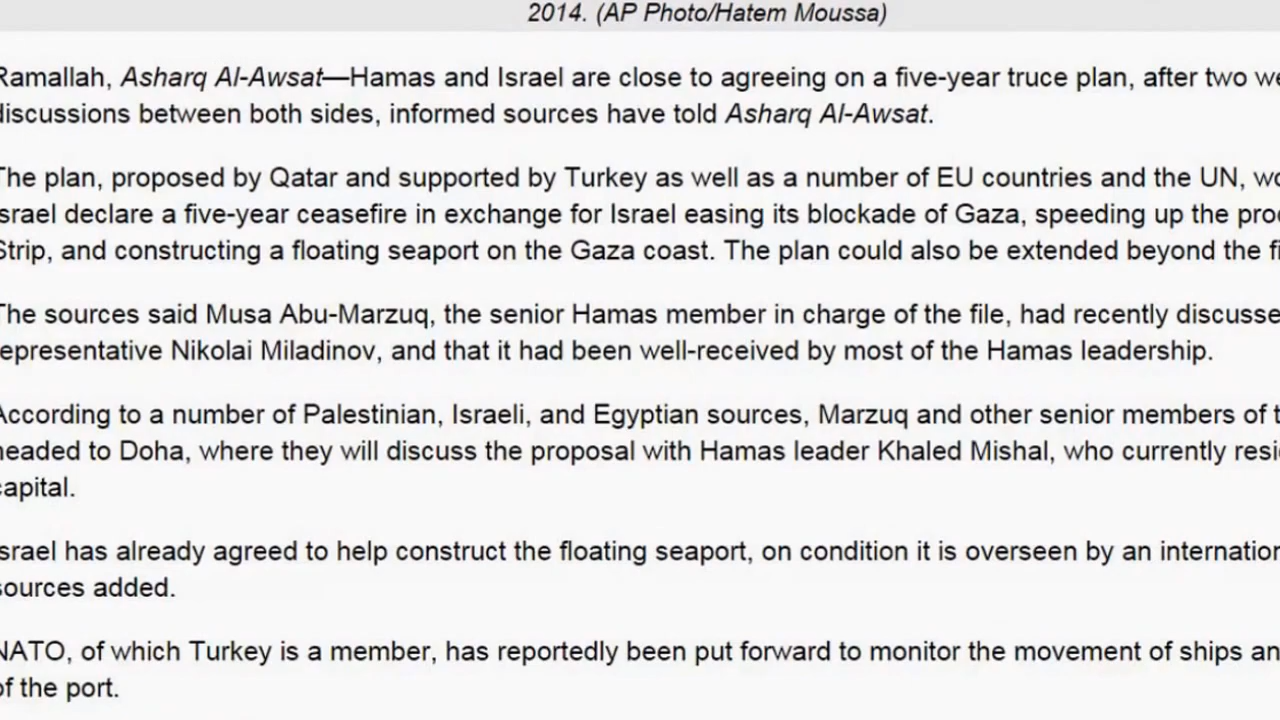 2014. (AP Photo/Hatem Moussa)
Ramallah, Asharq Al-Awsat—Hamas and Israel are close to agreeing on a five-year truce plan, after two we
discussions between both sides, informed sources have told Asharq Al-Awsat.
The plan, proposed by Qatar and supported by Turkey as well as a number of EU countries and the UN, wo
Israel declare a five-year ceasefire in exchange for Israel easing its blockade of Gaza, speeding up the proc
Strip, and constructing a floating seaport on the Gaza coast. The plan could also be extended beyond the fi
The sources said Musa Abu-Marzuq, the senior Hamas member in charge of the file, had recently discusse
representative Nikolai Miladinov, and that it had been well-received by most of the Hamas leadership.
According to a number of Palestinian, Israeli, and Egyptian sources, Marzuq and other senior members of t
headed to Doha, where they will discuss the proposal with Hamas leader Khaled Mishal, who currently resi
capital.
Israel has already agreed to help construct the floating seaport, on condition it is overseen by an internation
sources added.
NATO, of which Turkey is a member, has reportedly been put forward to monitor the movement of ships an
of the port.